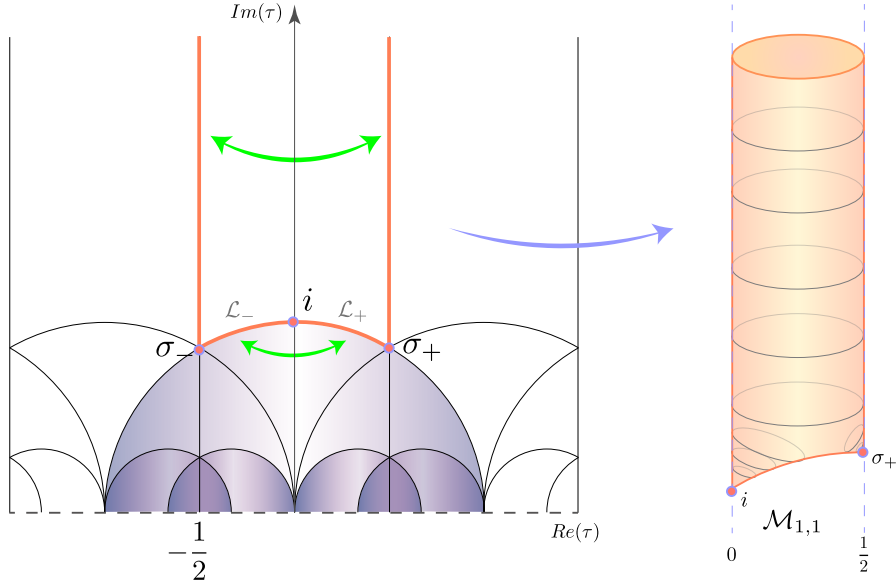 Im(τ)
ℒ₋ i ℒ₊
σ₋ σ₊
−1/2
Re(τ)
σ₊
i
ℳ₁,₁
0
1/2